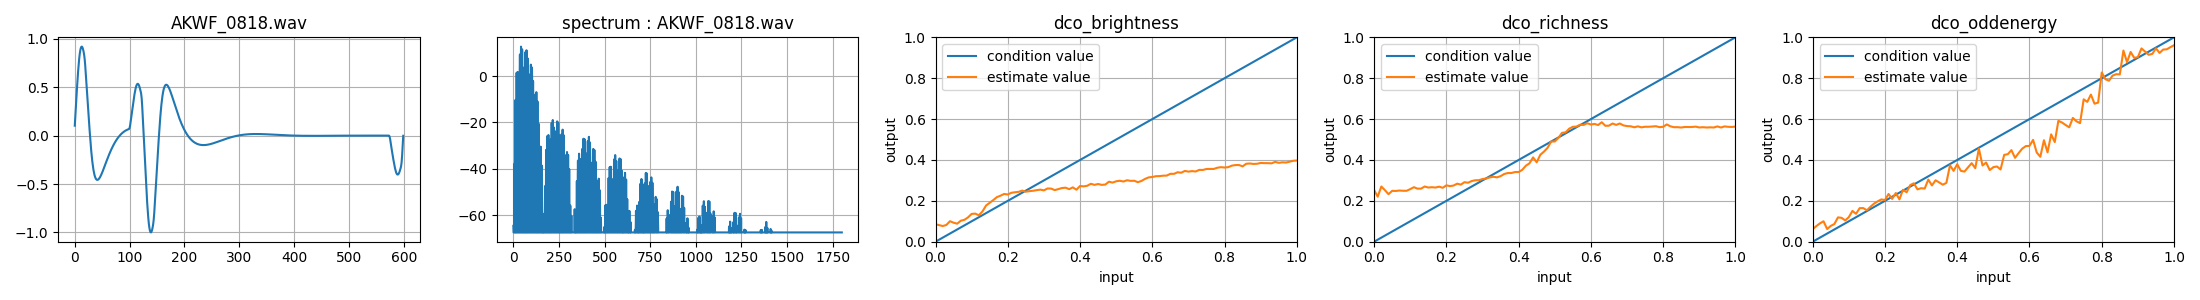 AKWF_0818.wav
1.0
0.5
0.0
−0.5
−1.0
0 100 200 300 400 500 600
spectrum : AKWF_0818.wav
0
−20
−40
−60
0 250 500 750 1000 1250 1500 1750
dco_brightness
condition value
estimate value
output
1.0
0.8
0.6
0.4
0.2
0.0
0.0 0.2 0.4 0.6 0.8 1.0
input
dco_richness
condition value
estimate value
output
1.0
0.8
0.6
0.4
0.2
0.0
0.0 0.2 0.4 0.6 0.8 1.0
input
dco_oddenergy
condition value
estimate value
output
1.0
0.8
0.6
0.4
0.2
0.0
0.0 0.2 0.4 0.6 0.8 1.0
input